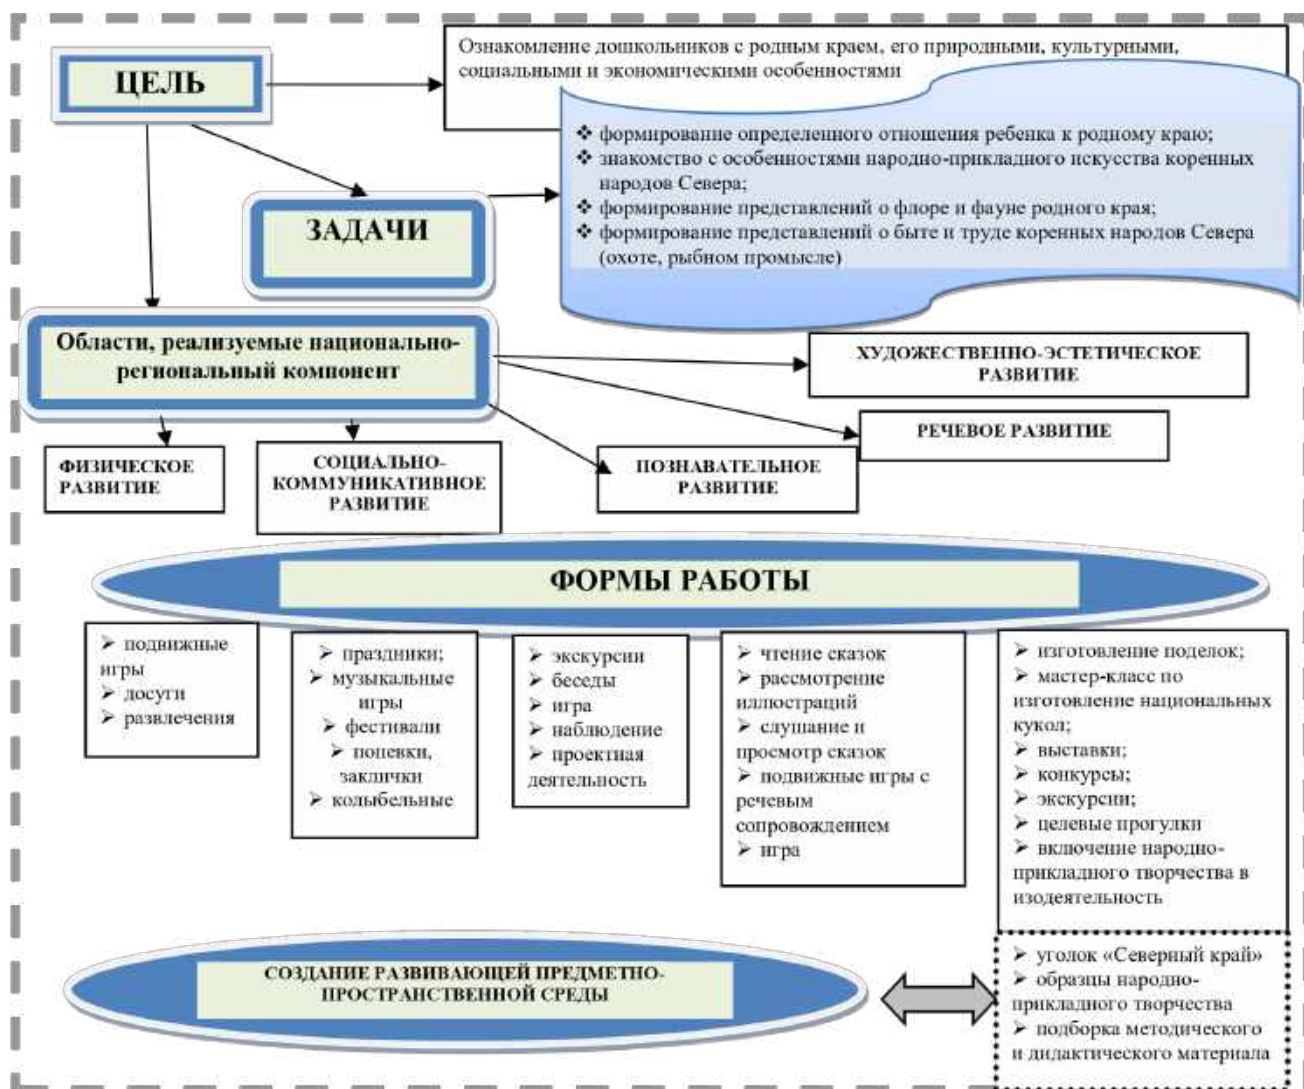 ЦЕЛЬ
Ознакомление дошкольников с родным краем, его природными, культурными,
социальными и экономическими особенностями
❖ формирование определенного отношения ребенка к родному краю;
❖ знакомство с особенностями народно-прикладного искусства коренных
народов Севера;
❖ формирование представлений о флоре и фауне родного края;
❖ формирование представлений о быте и труде коренных народов Севера
(охоте, рыбном промысле)
ЗАДАЧИ
Области, реализуемые национально-
региональный компонент
ХУДОЖЕСТВЕННО-ЭСТЕТИЧЕСКОЕ
РАЗВИТИЕ
РЕЧЕВОЕ РАЗВИТИЕ
ФИЗИЧЕСКОЕ
РАЗВИТИЕ
СОЦИАЛЬНО-
КОММУНИКАТИВНОЕ
РАЗВИТИЕ
ПОЗНАВАТЕЛЬНОЕ
РАЗВИТИЕ
ФОРМЫ РАБОТЫ
➢ подвижные
игры
➢ досуги
➢ развлечения
➢ праздники;
➢ музыкальные
игры
➢ фестивали
➢ попевки,
заклички
➢ колыбельные
➢ экскурсии
➢ беседы
➢ игра
➢ наблюдение
➢ проектная
деятельность
➢ чтение сказок
➢ рассмотрение
иллюстраций
➢ слушание и
просмотр сказок
➢ подвижные игры с
речевым
сопровождением
➢ игра
➢ изготовление поделок;
➢ мастер-класс по
изготовление национальных
кукол;
➢ выставки;
➢ конкурсы;
➢ экскурсии;
➢ целевые прогулки
➢ включение народно-
прикладного творчества в
изодеятельность
СОЗДАНИЕ РАЗВИВАЮЩЕЙ ПРЕДМЕТНО-
ПРОСТРАНСТВЕННОЙ СРЕДЫ
➢ уголок «Северный край»
➢ образцы народно-
прикладного творчества
➢ подборка методического
и дидактического материала